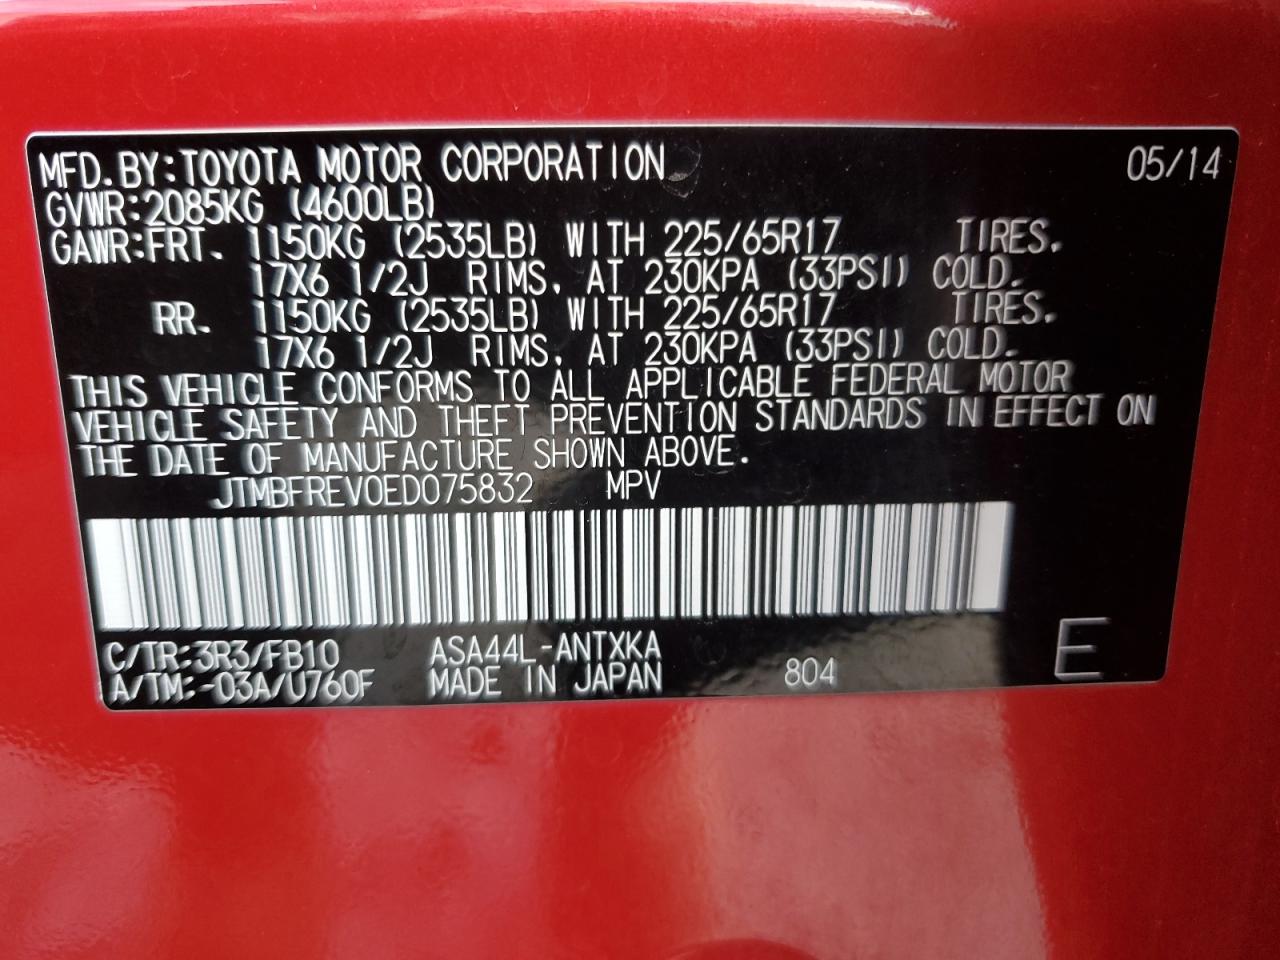 MFD.BY:TOYOTA MOTOR CORPORATION 05/14
GVWR:2085KG (4600LB)
GAWR:FRT. 1150KG (2535LB) WITH 225/65R17 TIRES.
17X6 1/2J RIMS, AT 230KPA (33PSI) COLD.
RR. 1150KG (2535LB) WITH 225/65R17 TIRES.
17X6 1/2J RIMS, AT 230KPA (33PSI) COLD.
THIS VEHICLE CONFORMS TO ALL APPLICABLE FEDERAL MOTOR
VEHICLE SAFETY AND THEFT PREVENTION STANDARDS IN EFFECT ON
THE DATE OF MANUFACTURE SHOWN ABOVE.
JTMBFREV0ED075832 MPV
C/TR:3R3/FB10 ASA44L-ANTXKA
A/TM:-03A/U760F MADE IN JAPAN 804 E